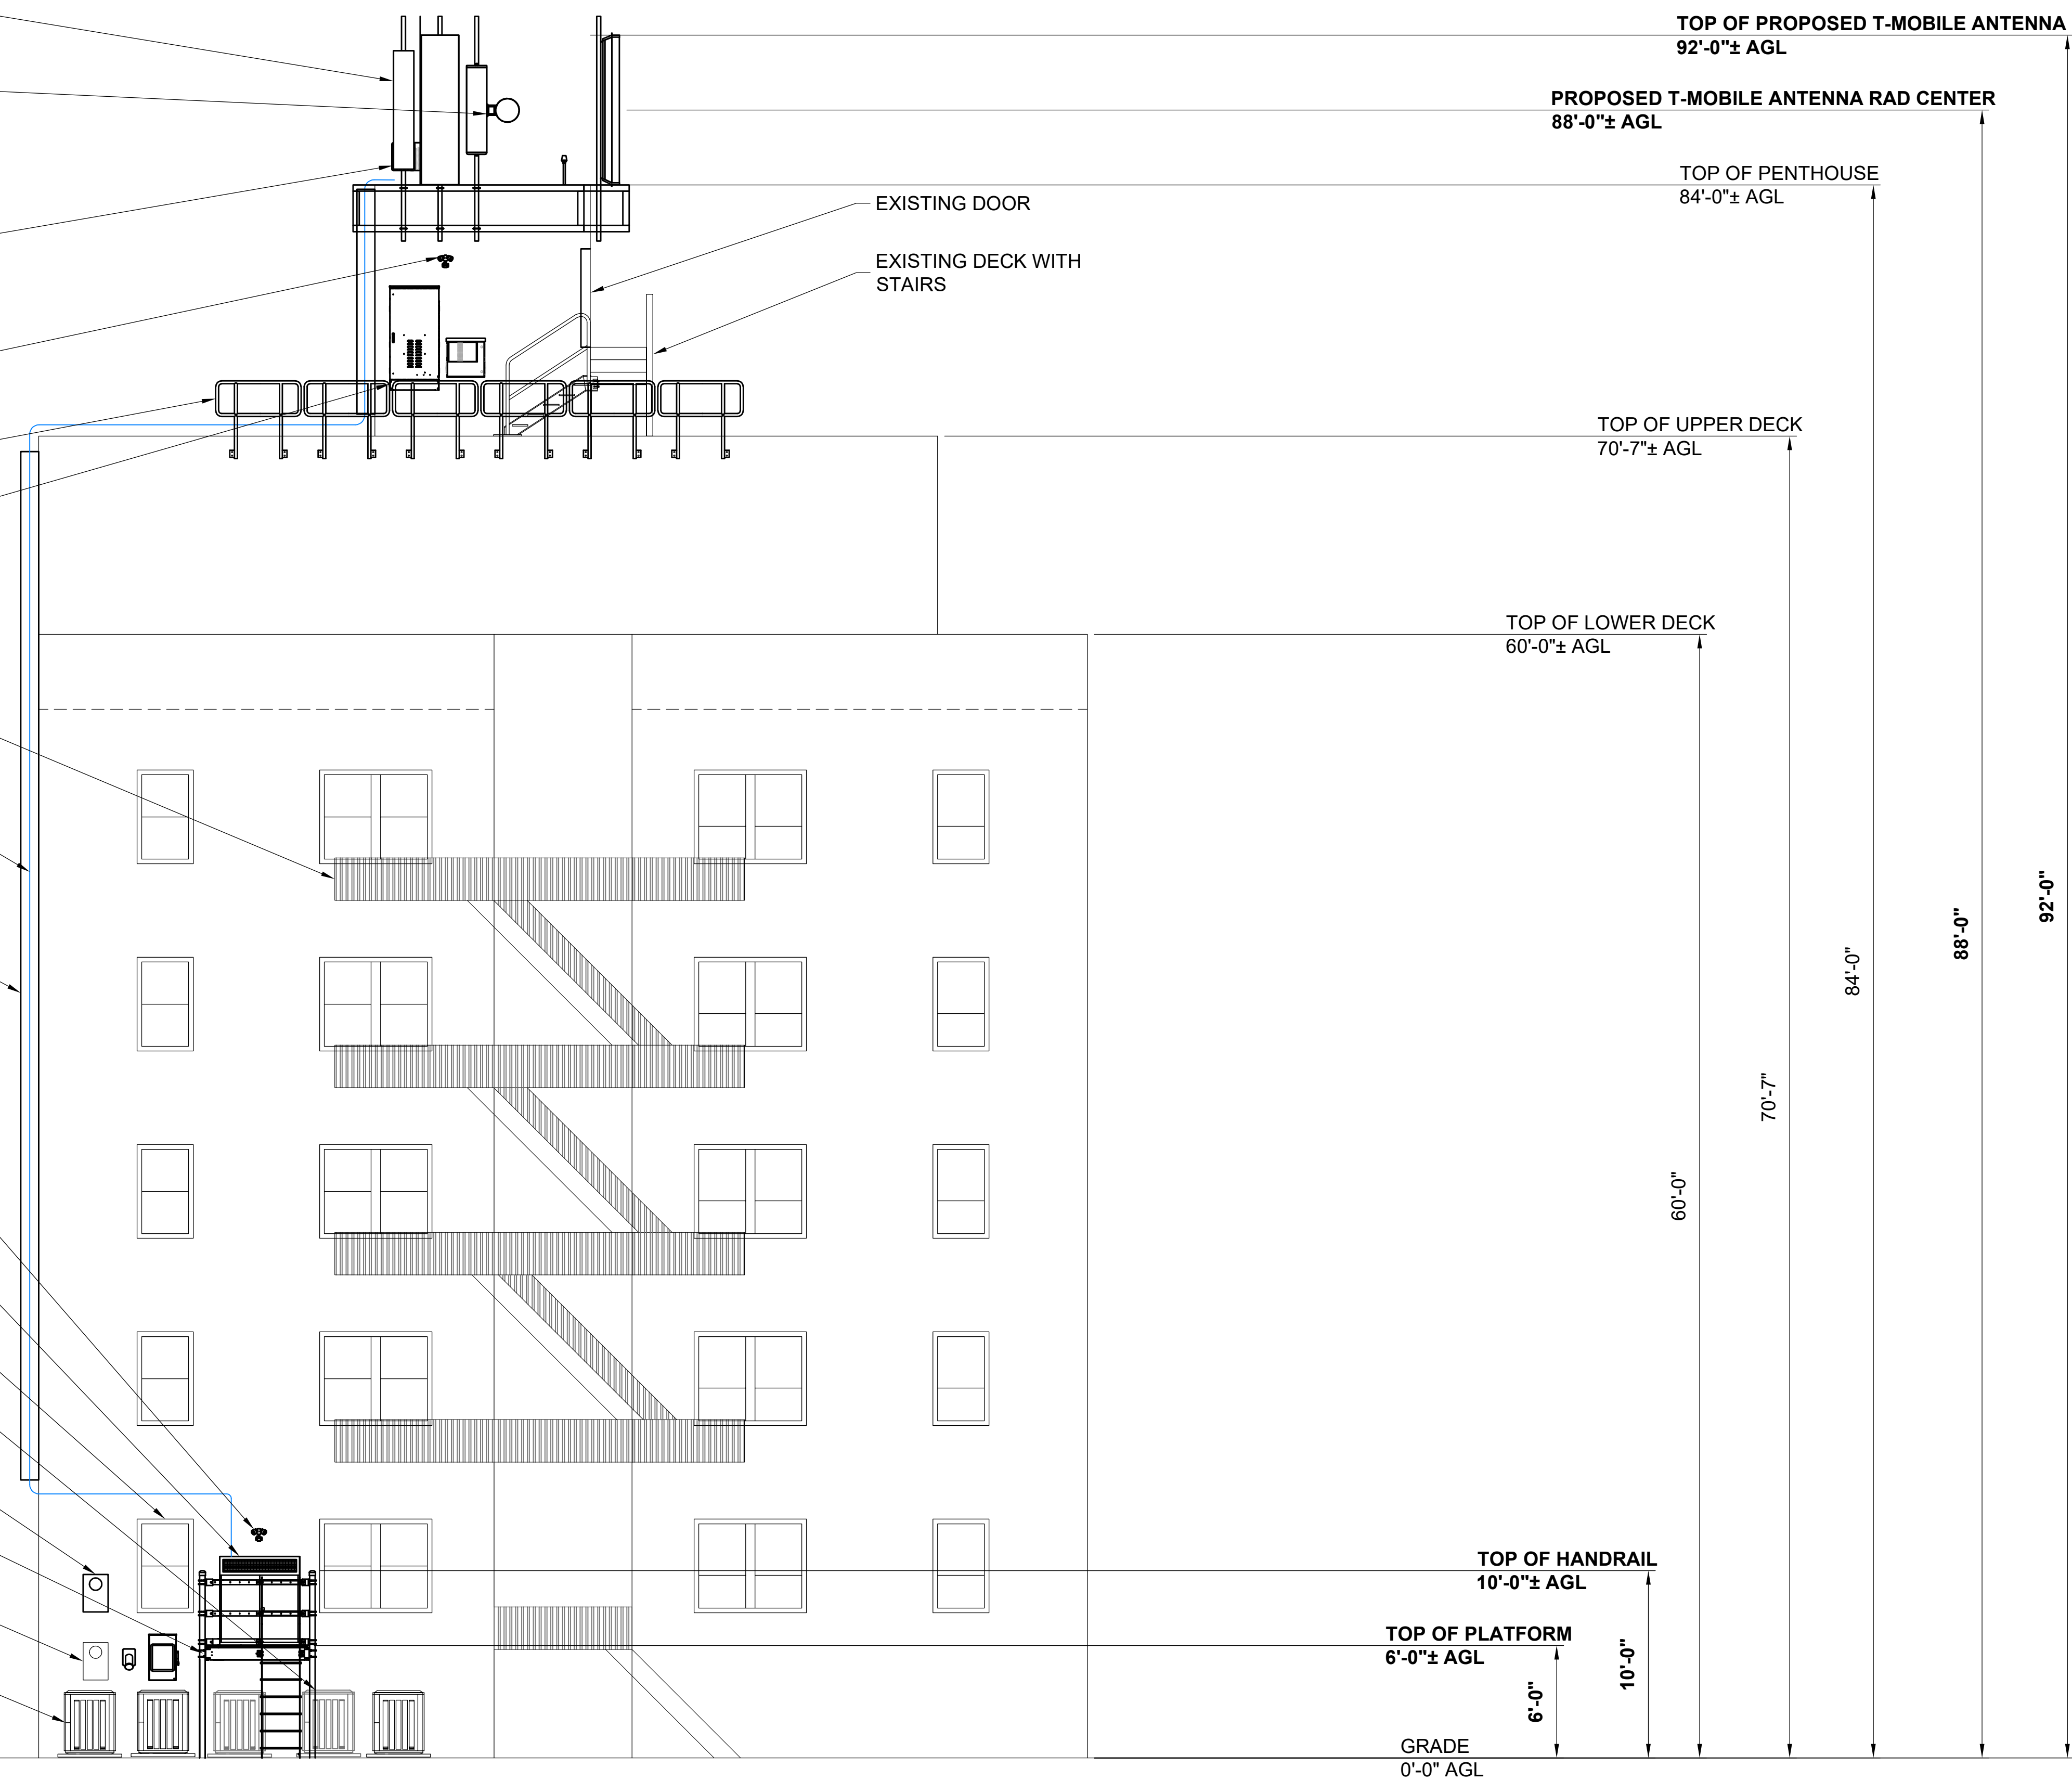 TOP OF PROPOSED T-MOBILE ANTENNA
92'-0"± AGL
PROPOSED T-MOBILE ANTENNA RAD CENTER
88'-0"± AGL
TOP OF PENTHOUSE
84'-0"± AGL
EXISTING DOOR
EXISTING DECK WITH
STAIRS
TOP OF UPPER DECK
70'-7"± AGL
TOP OF LOWER DECK
60'-0"± AGL
92'-0"
88'-0"
84'-0"
70'-7"
60'-0"
TOP OF HANDRAIL
10'-0"± AGL
TOP OF PLATFORM
6'-0"± AGL
10'-0"
6'-0"
GRADE
0'-0" AGL